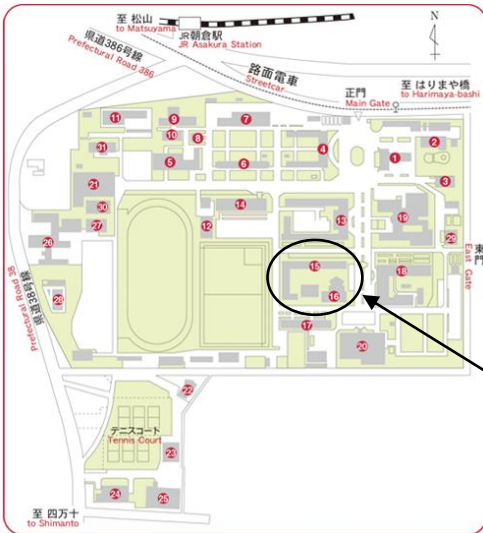 至 松山
to Matsuyama
JR朝倉駅
JR Asakura Station
N
県道386号線
Prefectural Road 386
路面電車
Streetcar
正門
Main Gate
至 はりまや橋
to Harimaya-bashi
11
9
7
10
8
31
5
6
4
1
2
3
21
30
27
26
28
14
12
13
19
29
東門
East Gate
15
16
18
17
20
県道38号線
Prefectural Road 38
22
テニスコート
Tennis Court
23
24
25
至 四万十
to Shimanto